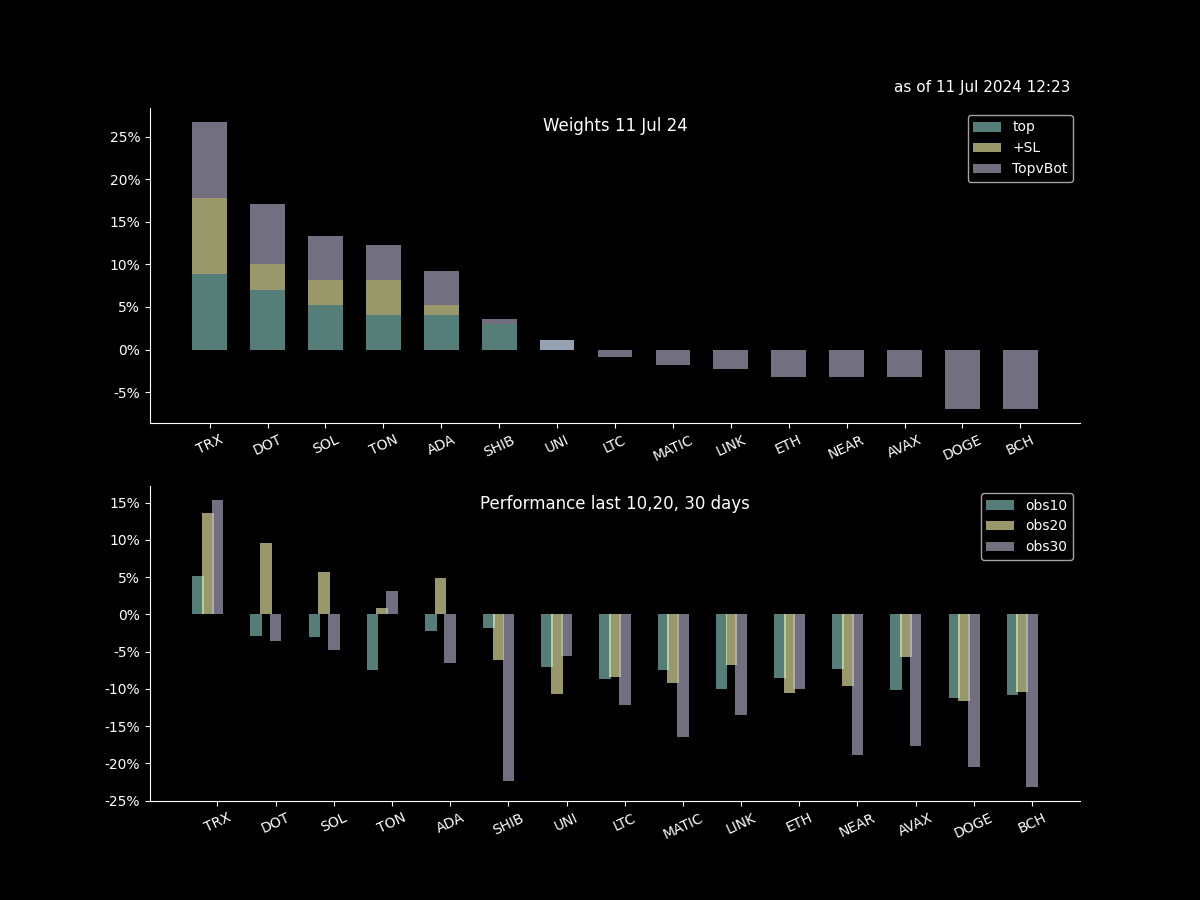 as of 11 Jul 2024 12:23
Weights 11 Jul 24
top
+SL
TopvBot
25%
20%
15%
10%
5%
0%
-5%
TRX DOT SOL TON ADA SHIB UNI LTC MATIC LINK ETH NEAR AVAX DOGE BCH
Performance last 10,20, 30 days
obs10
obs20
obs30
15%
10%
5%
0%
-5%
-10%
-15%
-20%
-25%
TRX DOT SOL TON ADA SHIB UNI LTC MATIC LINK ETH NEAR AVAX DOGE BCH